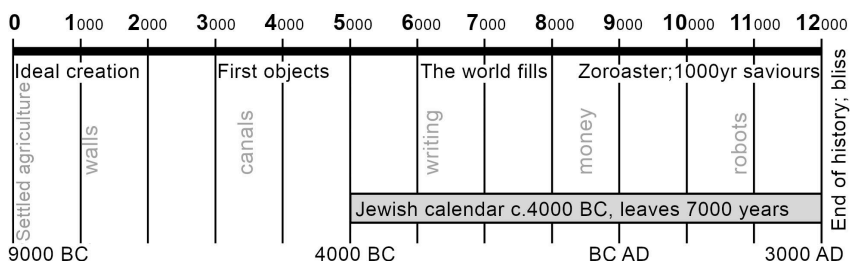 0 1000 2000 3000 4000 5000 6000 7000 8000 9000 10000 11000 12000
Ideal creation First objects The world fills Zoroaster;1000yr saviours
Settled agriculture
walls
canals
writing
money
robots
End of history; bliss
Jewish calendar c.4000 BC, leaves 7000 years
9000 BC 4000 BC BC AD 3000 AD